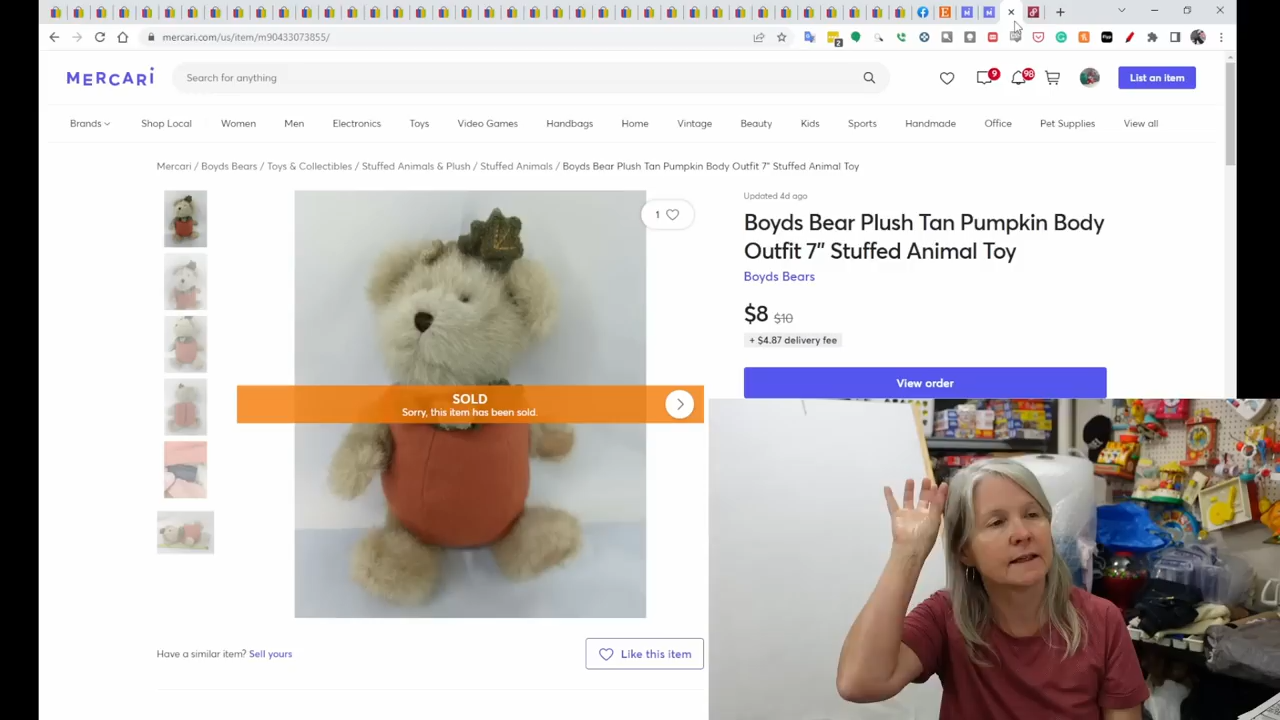 mercari.com/us/item/m90433073855/
2
MERCARI
Search for anything
9
98
List an item
Brands
Shop Local
Women
Men
Electronics
Toys
Video Games
Handbags
Home
Vintage
Beauty
Kids
Sports
Handmade
Office
Pet Supplies
View all
Mercari / Boyds Bears / Toys & Collectibles / Stuffed Animals & Plush / Stuffed Animals / Boyds Bear Plush Tan Pumpkin Body Outfit 7" Stuffed Animal Toy
1
Updated 4d ago
Boyds Bear Plush Tan Pumpkin Body
Outfit 7" Stuffed Animal Toy
Boyds Bears
$8 $10
+ $4.87 delivery fee
View order
SOLD
Sorry, this item has been sold.
Have a similar item? Sell yours
Like this item